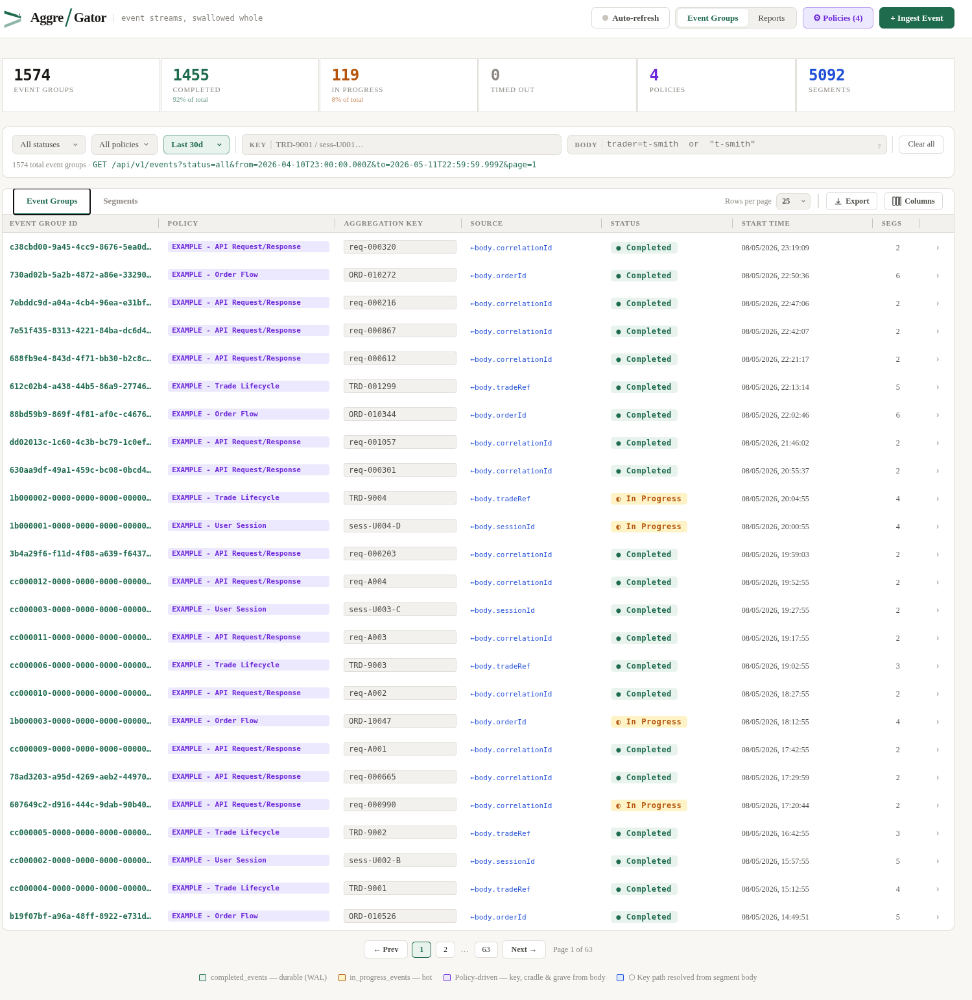 Aggre/Gator event streams, swallowed whole Auto-refresh Event Groups Reports ⚙ Policies (4) + Ingest Event
1574 1455 119 0 4 5092
EVENT GROUPS COMPLETED IN PROGRESS TIMED OUT POLICIES SEGMENTS
92% of total 8% of total
All statuses All policies Last 30d KEY TRD-9001 / sess-U001… BODY trader=t-smith or "t-smith" ? Clear all
1574 total event groups · GET /api/v1/events?status=all&from=2026-04-10T23:00:00.000Z&to=2026-05-11T22:59:59.999Z&page=1
Event Groups Segments Rows per page 25 Export Columns
EVENT GROUP ID POLICY AGGREGATION KEY SOURCE STATUS START TIME SEGS
c38cbd00-9a45-4cc9-8676-5ea0d… EXAMPLE - API Request/Response req-000320 ←body.correlationId ● Completed 08/05/2026, 23:19:09 2 ›
730ad02b-5a2b-4872-a86e-33290… EXAMPLE - Order Flow ORD-010272 ←body.orderId ● Completed 08/05/2026, 22:50:36 6 ›
7ebddc9d-a04a-4cb4-96ea-e31bf… EXAMPLE - API Request/Response req-000216 ←body.correlationId ● Completed 08/05/2026, 22:47:06 2 ›
7e51f435-8313-4221-84ba-dc6d4… EXAMPLE - API Request/Response req-000867 ←body.correlationId ● Completed 08/05/2026, 22:42:07 2 ›
688fb9e4-843d-4f71-bb30-b2c8c… EXAMPLE - API Request/Response req-000612 ←body.correlationId ● Completed 08/05/2026, 22:21:17 2 ›
612c02b4-a438-44b5-86a9-27746… EXAMPLE - Trade Lifecycle TRD-001299 ←body.tradeRef ● Completed 08/05/2026, 22:13:14 5 ›
88bd59b9-869f-4f81-af0c-c4676… EXAMPLE - Order Flow ORD-010344 ←body.orderId ● Completed 08/05/2026, 22:02:46 6 ›
dd02013c-1c60-4c3b-bc79-1c0ef… EXAMPLE - API Request/Response req-001057 ←body.correlationId ● Completed 08/05/2026, 21:46:02 2 ›
630aa9df-49a1-459c-bc08-0bcd4… EXAMPLE - API Request/Response req-000301 ←body.correlationId ● Completed 08/05/2026, 20:55:37 2 ›
1b000002-0000-0000-0000-00000… EXAMPLE - Trade Lifecycle TRD-9004 ←body.tradeRef ◐ In Progress 08/05/2026, 20:04:55 4 ›
1b000001-0000-0000-0000-00000… EXAMPLE - User Session sess-U004-D ←body.sessionId ◐ In Progress 08/05/2026, 20:00:55 4 ›
3b4a29f6-f11d-4f08-a639-f6437… EXAMPLE - API Request/Response req-000203 ←body.correlationId ● Completed 08/05/2026, 19:59:03 2 ›
cc000012-0000-0000-0000-00000… EXAMPLE - API Request/Response req-A004 ←body.correlationId ● Completed 08/05/2026, 19:52:55 2 ›
cc000003-0000-0000-0000-00000… EXAMPLE - User Session sess-U003-C ←body.sessionId ● Completed 08/05/2026, 19:27:55 2 ›
cc000011-0000-0000-0000-00000… EXAMPLE - API Request/Response req-A003 ←body.correlationId ● Completed 08/05/2026, 19:17:55 2 ›
cc000006-0000-0000-0000-00000… EXAMPLE - Trade Lifecycle TRD-9003 ←body.tradeRef ● Completed 08/05/2026, 19:02:55 3 ›
cc000010-0000-0000-0000-00000… EXAMPLE - API Request/Response req-A002 ←body.correlationId ● Completed 08/05/2026, 18:27:55 2 ›
1b000003-0000-0000-0000-00000… EXAMPLE - Order Flow ORD-10047 ←body.orderId ◐ In Progress 08/05/2026, 18:12:55 4 ›
cc000009-0000-0000-0000-00000… EXAMPLE - API Request/Response req-A001 ←body.correlationId ● Completed 08/05/2026, 17:42:55 2 ›
78ad3203-a95d-4269-aeb2-44970… EXAMPLE - API Request/Response req-000665 ←body.correlationId ● Completed 08/05/2026, 17:29:59 2 ›
607649c2-d916-444c-9dab-90b40… EXAMPLE - API Request/Response req-000990 ←body.correlationId ◐ In Progress 08/05/2026, 17:20:44 2 ›
cc000005-0000-0000-0000-00000… EXAMPLE - Trade Lifecycle TRD-9002 ←body.tradeRef ● Completed 08/05/2026, 16:42:55 3 ›
cc000002-0000-0000-0000-00000… EXAMPLE - User Session sess-U002-B ←body.sessionId ● Completed 08/05/2026, 15:57:55 5 ›
cc000004-0000-0000-0000-00000… EXAMPLE - Trade Lifecycle TRD-9001 ←body.tradeRef ● Completed 08/05/2026, 15:12:55 4 ›
b19f07bf-a96a-48ff-8922-e731d… EXAMPLE - Order Flow ORD-010526 ←body.orderId ● Completed 08/05/2026, 14:49:51 5 ›
← Prev 1 2 … 63 Next → Page 1 of 63
completed_events — durable (WAL) in_progress_events — hot Policy-driven — key, cradle & grave from body ⬡ Key path resolved from segment body